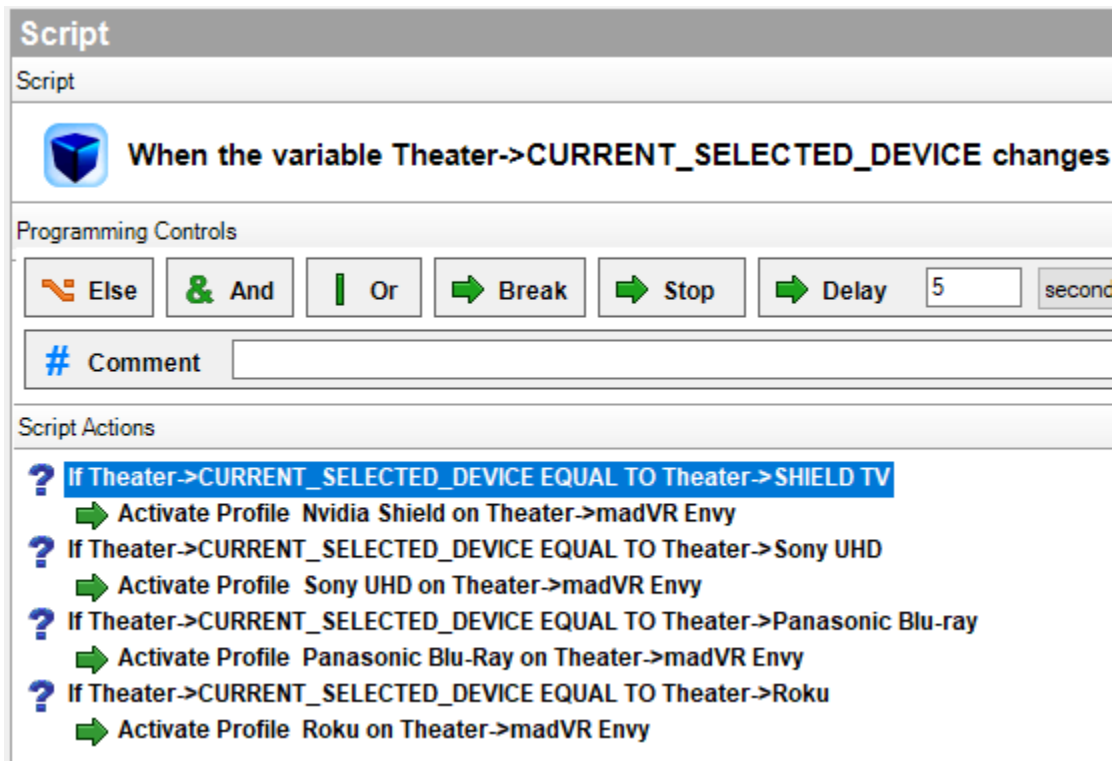 Script
Script
When the variable Theater->CURRENT_SELECTED_DEVICE changes
Programming Controls
Else & And Or Break Stop Delay 5 second
# Comment
Script Actions
? If Theater->CURRENT_SELECTED_DEVICE EQUAL TO Theater->SHIELD TV
Activate Profile Nvidia Shield on Theater->madVR Envy
? If Theater->CURRENT_SELECTED_DEVICE EQUAL TO Theater->Sony UHD
Activate Profile Sony UHD on Theater->madVR Envy
? If Theater->CURRENT_SELECTED_DEVICE EQUAL TO Theater->Panasonic Blu-ray
Activate Profile Panasonic Blu-Ray on Theater->madVR Envy
? If Theater->CURRENT_SELECTED_DEVICE EQUAL TO Theater->Roku
Activate Profile Roku on Theater->madVR Envy